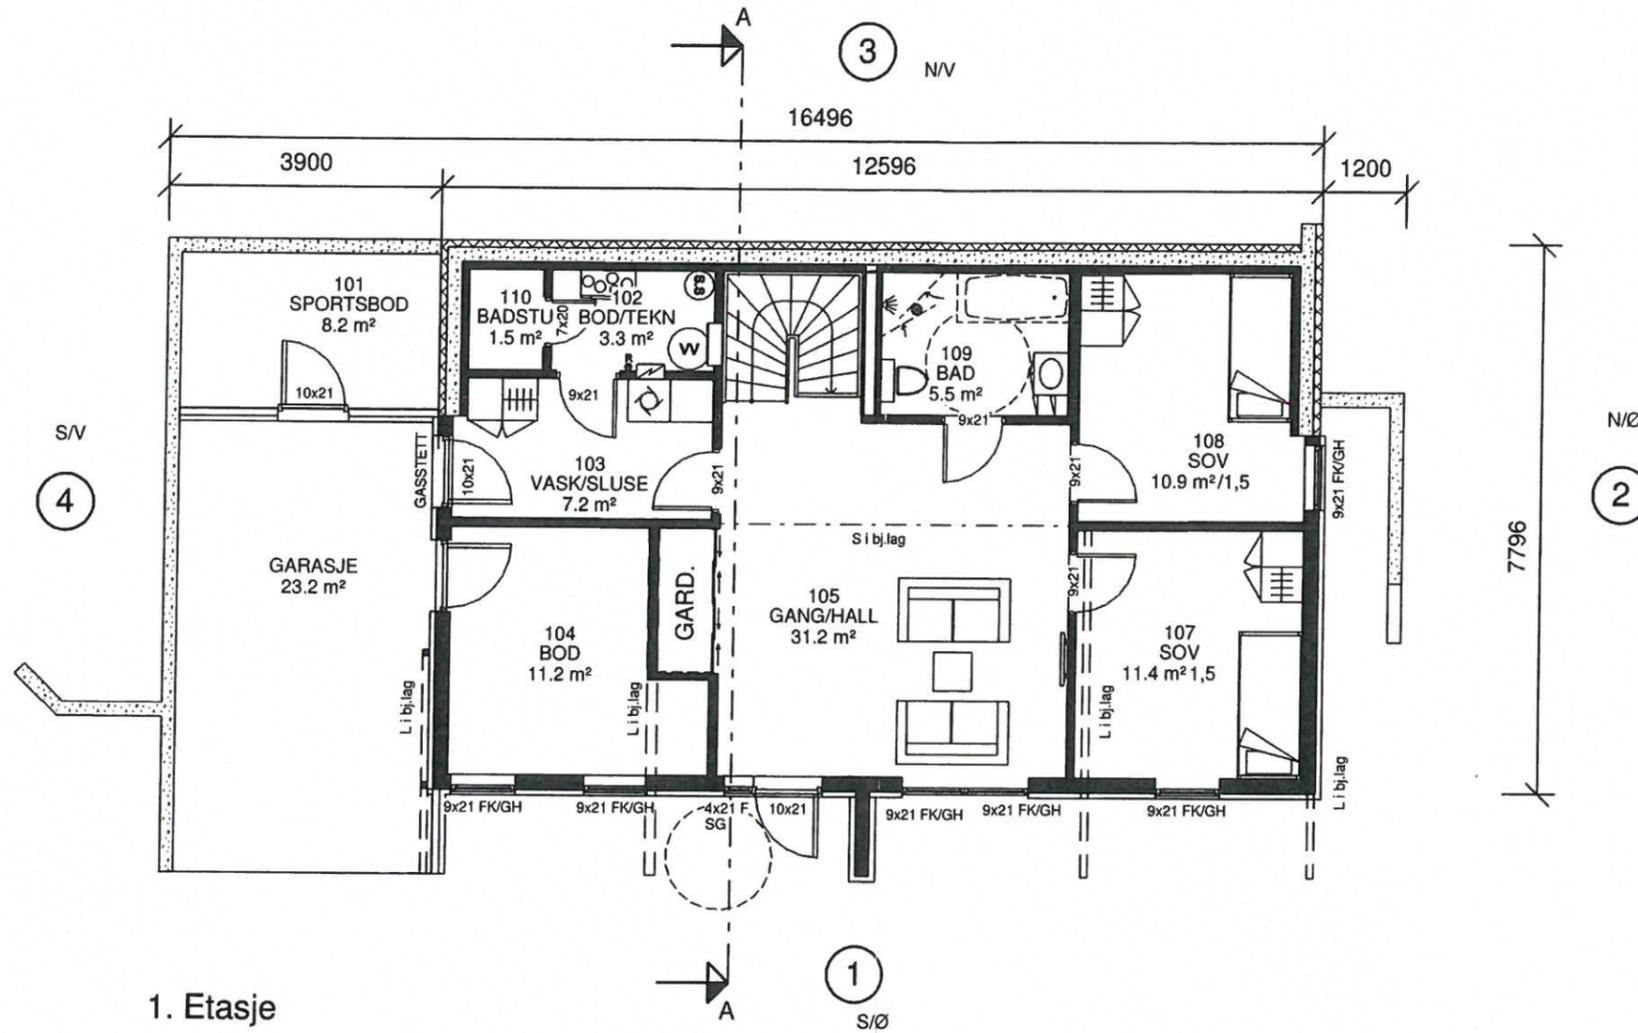 A
3
N/V
16496
3900
12596
1200
101
SPORTSBOD
8.2 m²
10x21
110
BADSTU
1.5 m²
7x20
102
BOD/TEKN
3.3 m²
8.S
VV
9x21
109
BAD
5.5 m²
9x21
108
SOV
10.9 m²/1,5
9x21
9x21 FK/GH
N/Ø
2
S/V
4
GASSTETT
10x21
103
VASK/SLUSE
7.2 m²
9x21
S i bj.lag
7796
GARASJE
23.2 m²
104
BOD
11.2 m²
GARD.
105
GANG/HALL
31.2 m²
9x21
107
SOV
11.4 m² 1,5
L i bj.lag
L i bj.lag
L i bj.lag
L i bj.lag
9x21 FK/GH
9x21 FK/GH
4x21 F
SG
10x21
9x21 FK/GH
9x21 FK/GH
9x21 FK/GH
1. Etasje
A
1
S/Ø